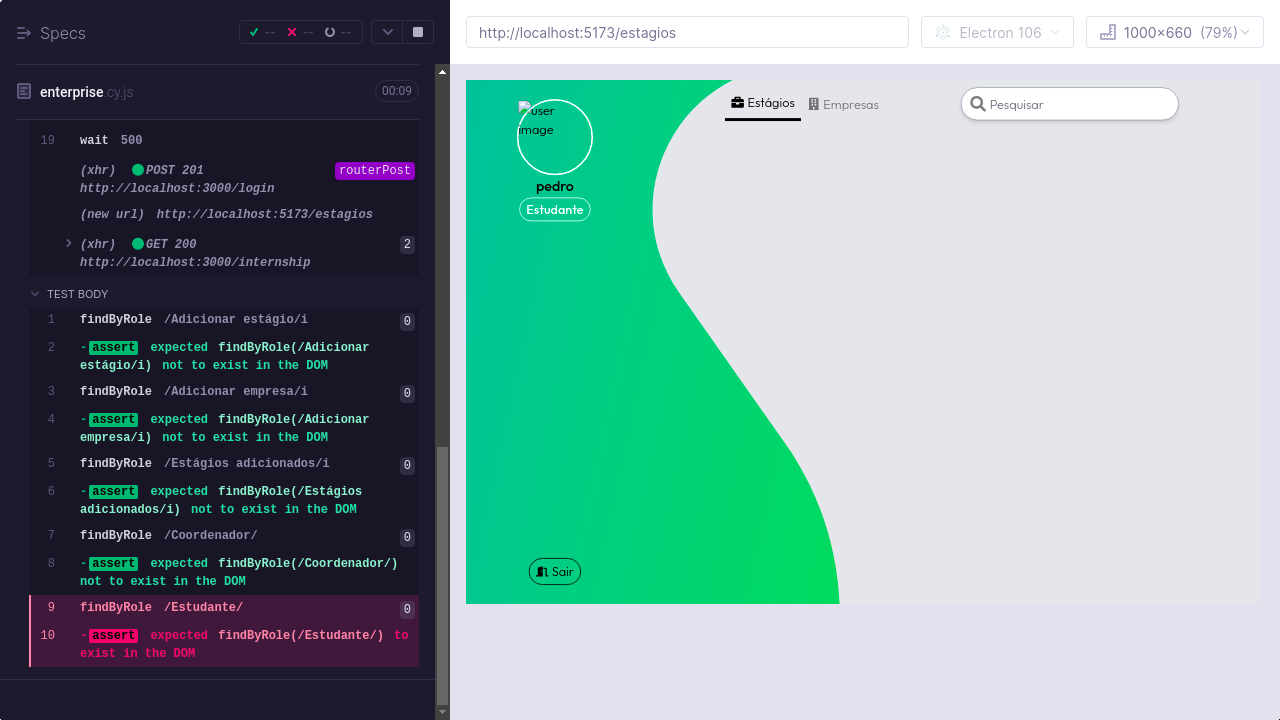 Specs
--
--
--
enterprise.cy.js
00:09
19 wait 500
(xhr) POST 201 routerPost
http://localhost:3000/login
(new url) http://localhost:5173/estagios
(xhr) GET 200 2
http://localhost:3000/internship
TEST BODY
1 findByRole /Adicionar estágio/i 0
2 -assert expected findByRole(/Adicionar
estágio/i) not to exist in the DOM
3 findByRole /Adicionar empresa/i 0
4 -assert expected findByRole(/Adicionar
empresa/i) not to exist in the DOM
5 findByRole /Estágios adicionados/i 0
6 -assert expected findByRole(/Estágios
adicionados/i) not to exist in the DOM
7 findByRole /Coordenador/ 0
8 -assert expected findByRole(/Coordenador/)
not to exist in the DOM
9 findByRole /Estudante/ 0
10 -assert expected findByRole(/Estudante/) to
exist in the DOM
http://localhost:5173/estagios
Electron 106
1000x660 (79%)
user
image
pedro
Estudante
Estágios
Empresas
Pesquisar
Sair